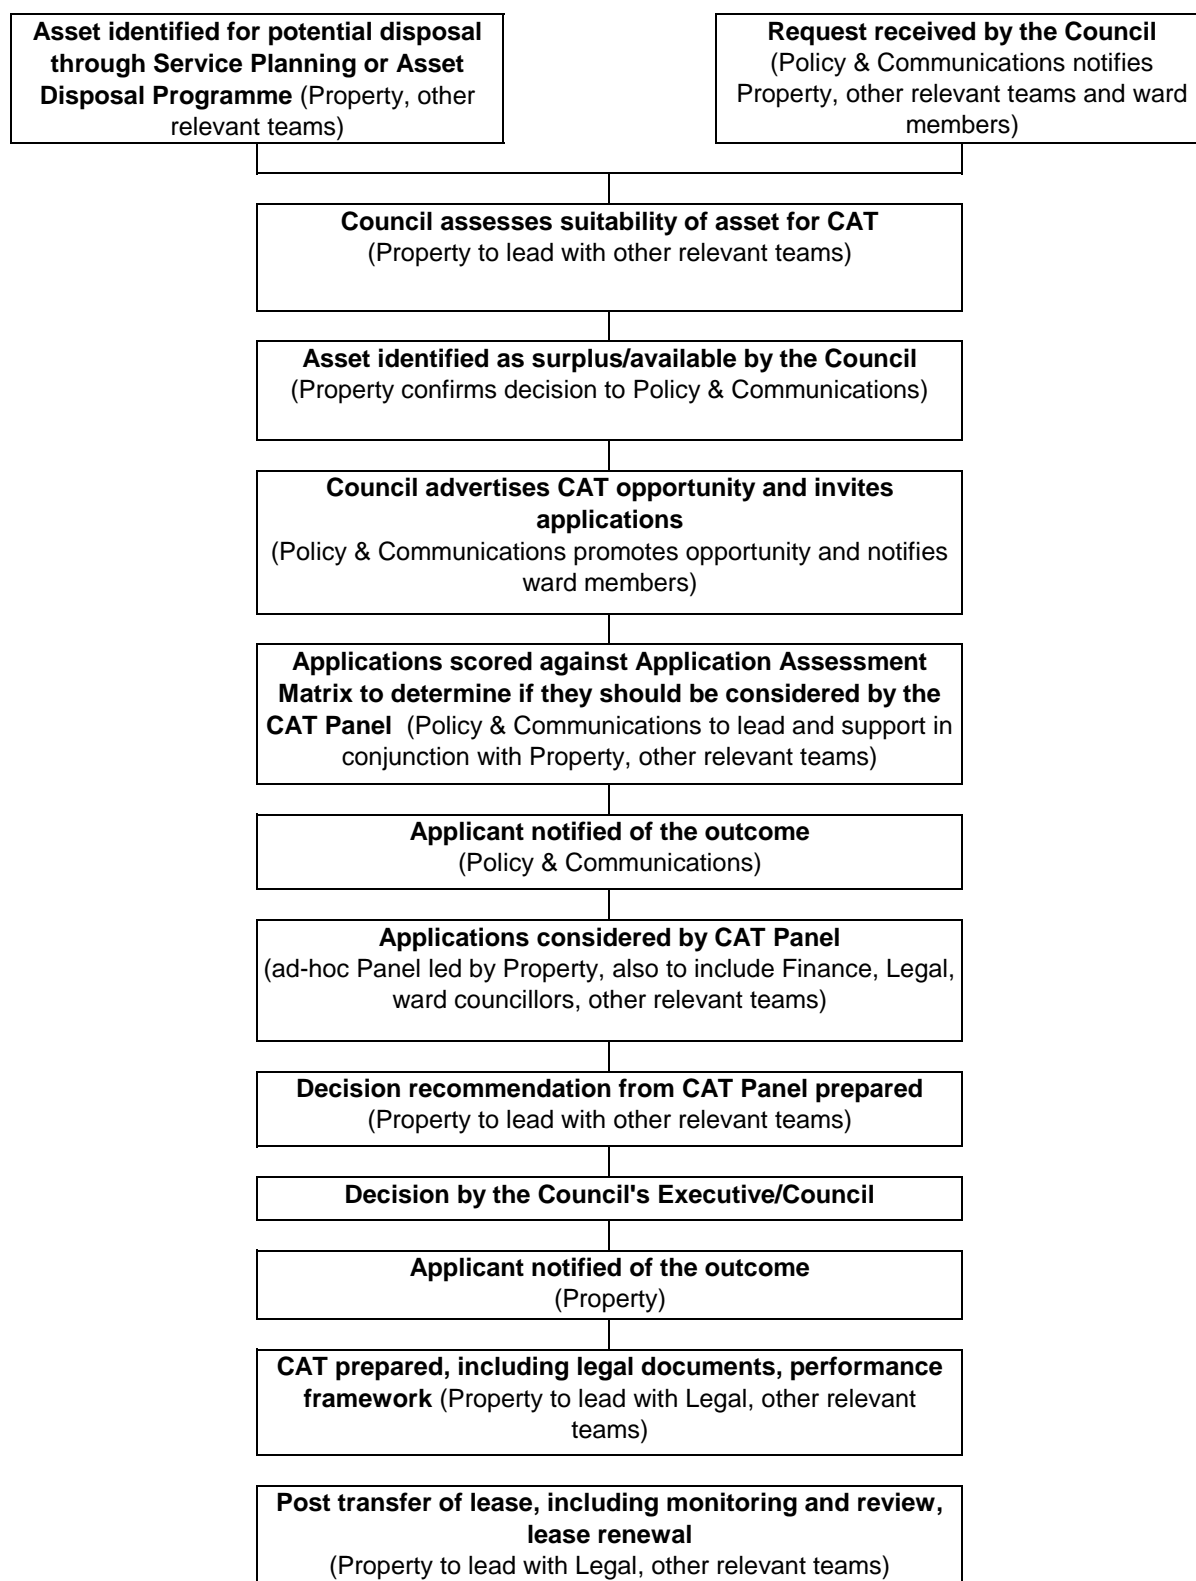 Asset identified for potential disposal
through Service Planning or Asset
Disposal Programme (Property, other
relevant teams)
Request received by the Council
(Policy & Communications notifies
Property, other relevant teams and ward
members)
Council assesses suitability of asset for CAT
(Property to lead with other relevant teams)
Asset identified as surplus/available by the Council
(Property confirms decision to Policy & Communications)
Council advertises CAT opportunity and invites
applications
(Policy & Communications promotes opportunity and notifies
ward members)
Applications scored against Application Assessment
Matrix to determine if they should be considered by the
CAT Panel (Policy & Communications to lead and support in
conjunction with Property, other relevant teams)
Applicant notified of the outcome
(Policy & Communications)
Applications considered by CAT Panel
(ad-hoc Panel led by Property, also to include Finance, Legal,
ward councillors, other relevant teams)
Decision recommendation from CAT Panel prepared
(Property to lead with other relevant teams)
Decision by the Council's Executive/Council
Applicant notified of the outcome
(Property)
CAT prepared, including legal documents, performance
framework (Property to lead with Legal, other relevant
teams)
Post transfer of lease, including monitoring and review,
lease renewal
(Property to lead with Legal, other relevant teams)